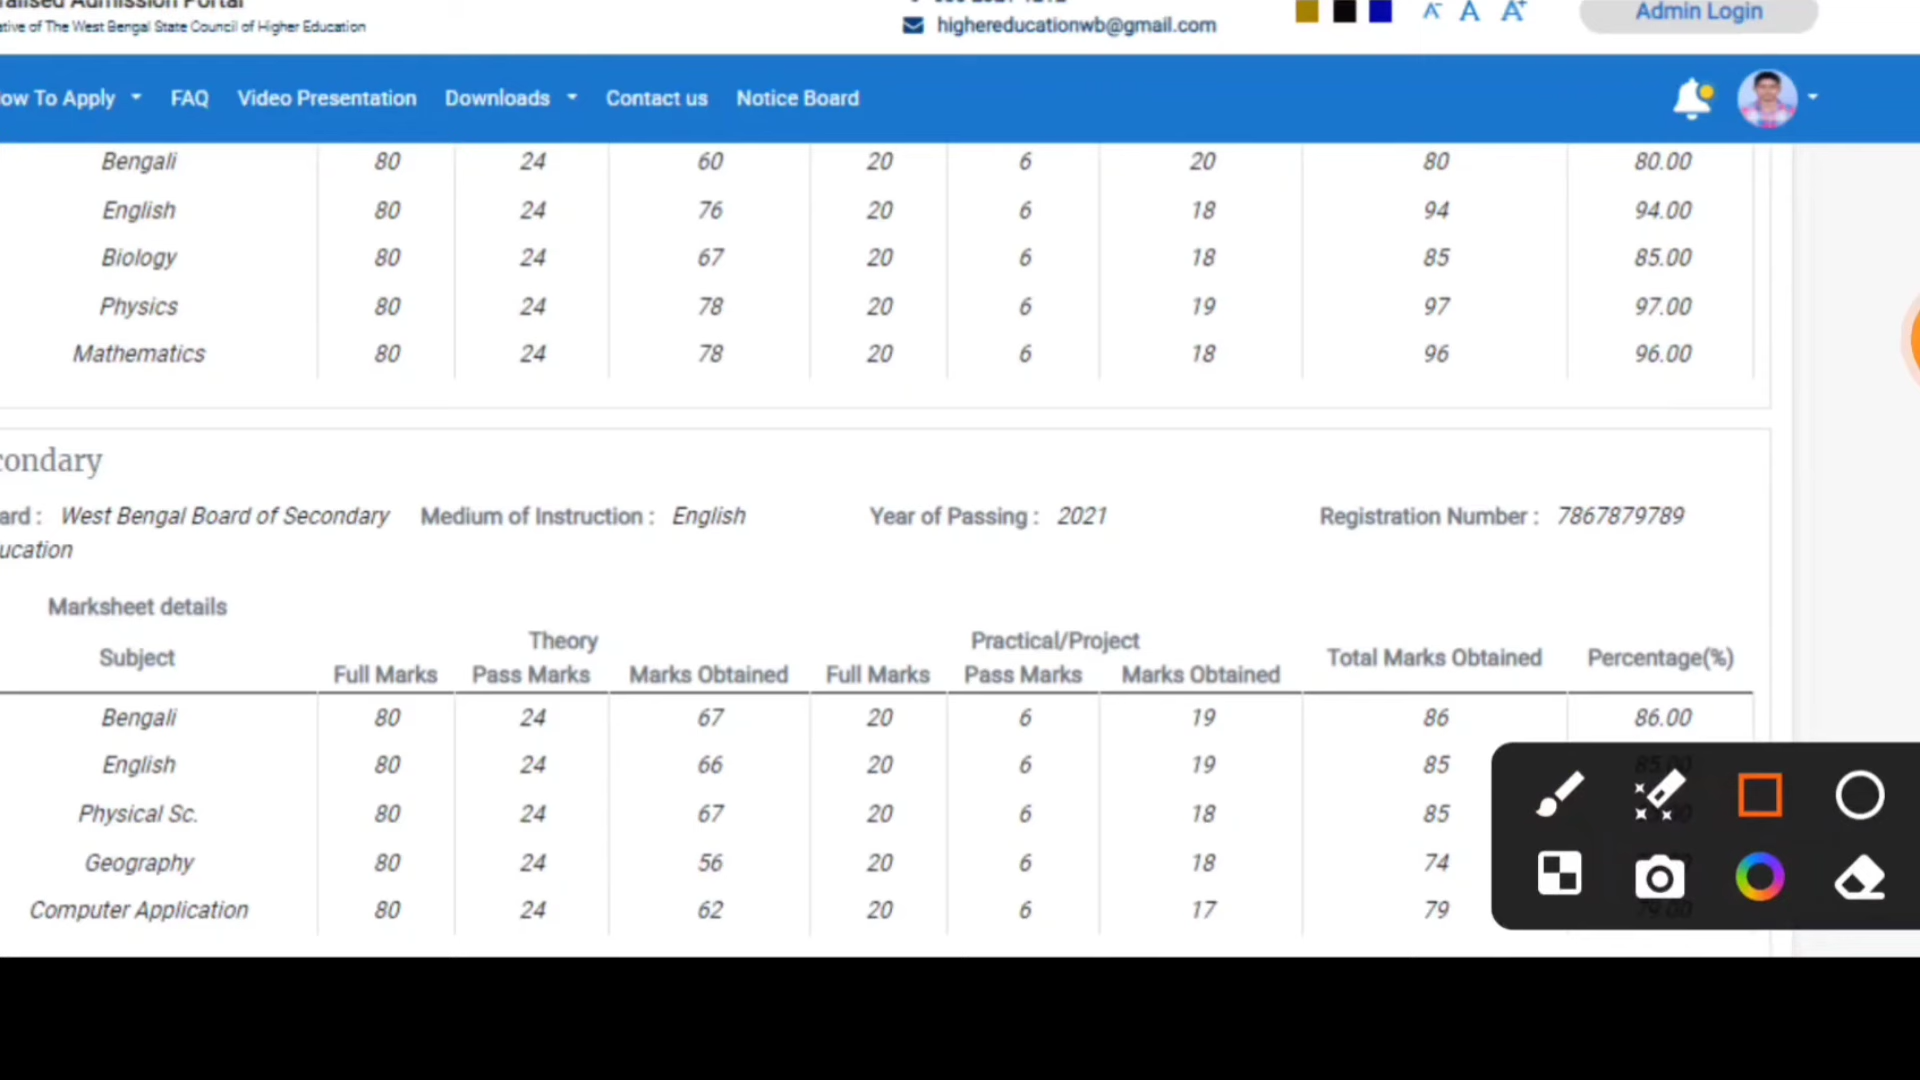 Admission Portal
of The West Bengal State Council of Higher Education
highereducationwb@gmail.com
A- A A+
Admin Login
To Apply FAQ Video Presentation Downloads Contact us Notice Board
Bengali 80 24 60 20 6 20 80 80.00
English 80 24 76 20 6 18 94 94.00
Biology 80 24 67 20 6 18 85 85.00
Physics 80 24 78 20 6 19 97 97.00
Mathematics 80 24 78 20 6 18 96 96.00
condary
ard : West Bengal Board of Secondary Medium of Instruction : English Year of Passing : 2021 Registration Number : 7867879789
ucation
Marksheet details
Theory Practical/Project
Subject Total Marks Obtained Percentage(%)
Full Marks Pass Marks Marks Obtained Full Marks Pass Marks Marks Obtained
Bengali 80 24 67 20 6 19 86 86.00
English 80 24 66 20 6 19 85 85.00
Physical Sc. 80 24 67 20 6 18 85
Geography 80 24 56 20 6 18 74
Computer Application 80 24 62 20 6 17 79 79.00